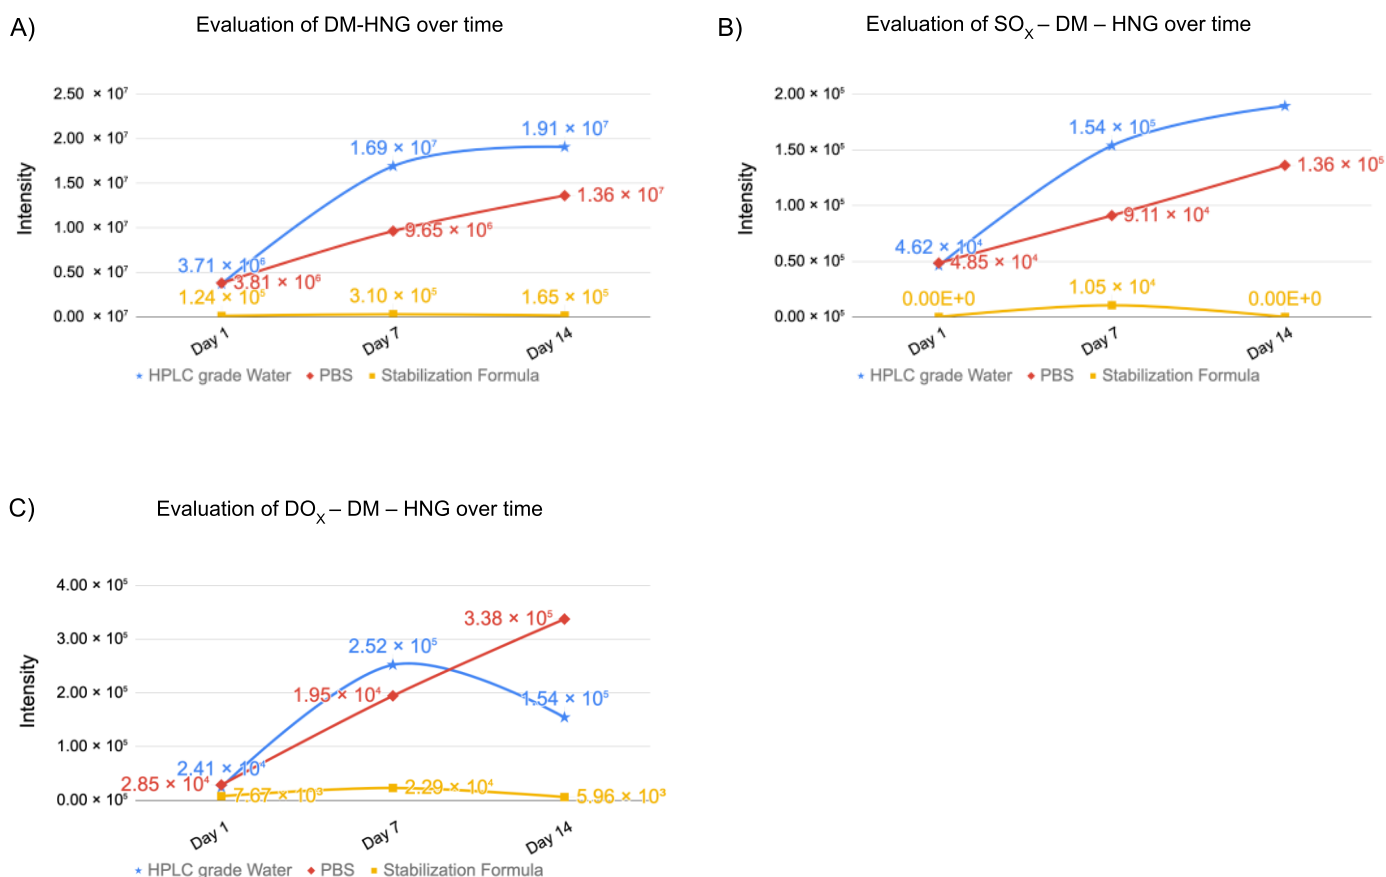 A)
Evaluation of DM-HNG over time
Intensity
2.50 × 10⁷
2.00 × 10⁷
1.50 × 10⁷
1.00 × 10⁷
0.50 × 10⁷
0.00 × 10⁷
3.71 × 10⁶
1.69 × 10⁷
1.91 × 10⁷
3.81 × 10⁶
9.65 × 10⁶
1.36 × 10⁷
1.24 × 10⁵
3.10 × 10⁵
1.65 × 10⁵
Day 1
Day 7
Day 14
HPLC grade Water PBS Stabilization Formula
B)
Evaluation of SOX – DM – HNG over time
Intensity
2.00 × 10⁵
1.50 × 10⁵
1.00 × 10⁵
0.50 × 10⁵
0.00 × 10⁵
4.62 × 10⁴
1.54 × 10⁵
4.85 × 10⁴
9.11 × 10⁴
1.36 × 10⁵
0.00E+0
1.05 × 10⁴
0.00E+0
Day 1
Day 7
Day 14
HPLC grade Water PBS Stabilization Formula
C)
Evaluation of DOX – DM – HNG over time
Intensity
4.00 × 10⁵
3.00 × 10⁵
2.00 × 10⁵
1.00 × 10⁵
0.00 × 10⁵
2.41 × 10⁴
2.52 × 10⁵
1.54 × 10⁵
2.85 × 10⁴
1.95 × 10⁴
3.38 × 10⁵
7.67 × 10³
2.29 × 10⁴
5.96 × 10³
Day 1
Day 7
Day 14
HPLC grade Water PBS Stabilization Formula